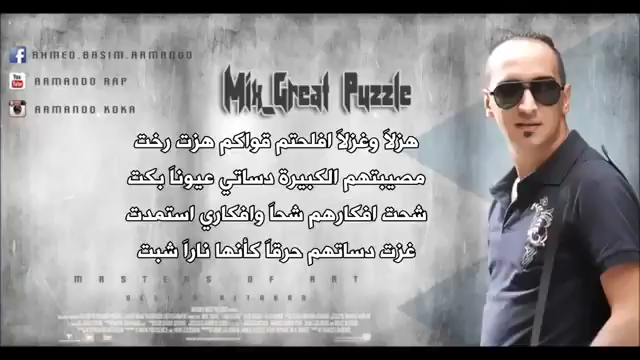 AHMED.BASIM.ARMANDO
ARMANDO RAP
ARMANDO KOKA
Mix_Great Puzzle
هزلاً وغزلاً افلحتم قواكم هزت رخت
مصيبتهم الكبيرة دساتي عيوناً بكت
شحت افكارهم شحاً وافكاري استمدت
غزت دساتهم حرقاً كأنها ناراً شبت
MASTERS OF ART